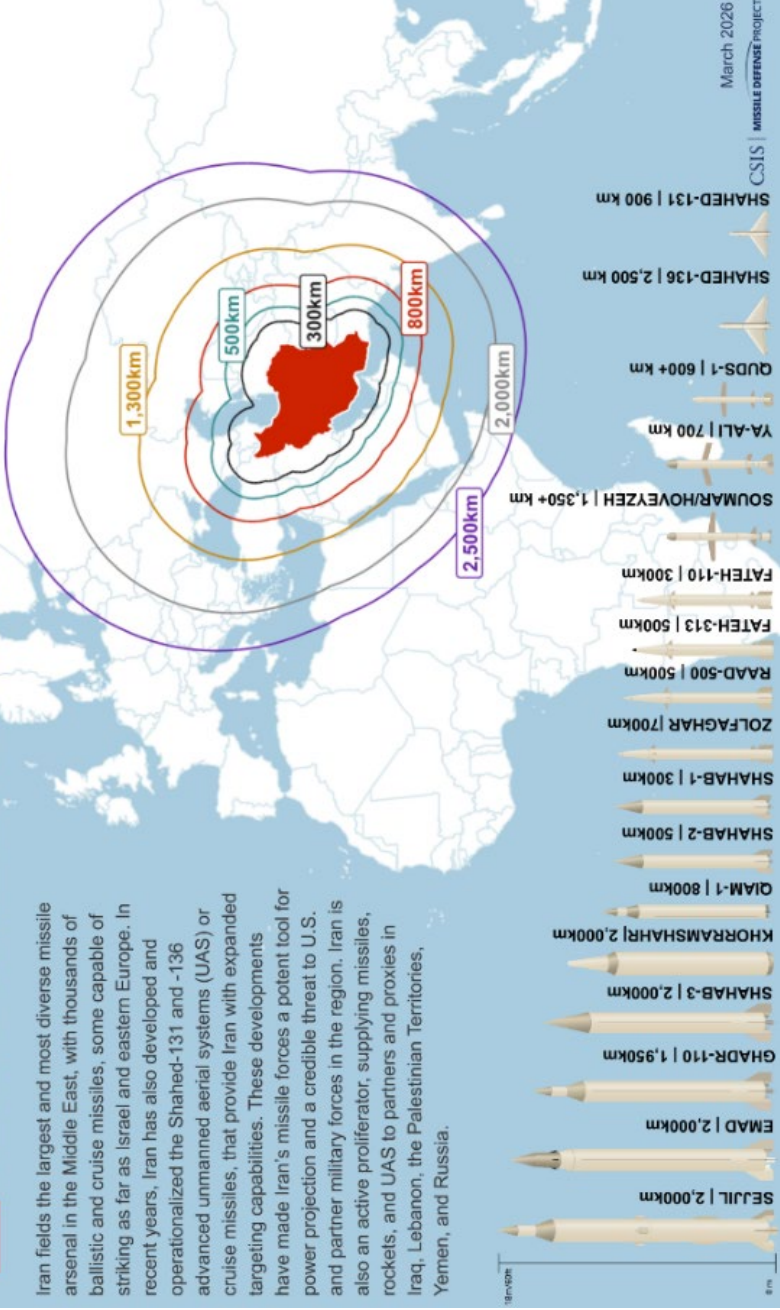 Iran fields the largest and most diverse missile
arsenal in the Middle East, with thousands of
ballistic and cruise missiles, some capable of
striking as far as Israel and eastern Europe. In
recent years, Iran has also developed and
operationalized the Shahed-131 and -136
advanced unmanned aerial systems (UAS) or
cruise missiles, that provide Iran with expanded
targeting capabilities. These developments
have made Iran's missile forces a potent tool for
power projection and a credible threat to U.S.
and partner military forces in the region. Iran is
also an active proliferator, supplying missiles,
rockets, and UAS to partners and proxies in
Iraq, Lebanon, the Palestinian Territories,
Yemen, and Russia.
1,300km
500km
300km
800km
2,000km
2,500km
SEJJIL | 2,000km
EMAD | 2,000km
GHADR-110 | 1,950km
SHAHAB-3 | 2,000km
KHORRAMSHAHR| 2,000km
QIAM-1 | 800km
SHAHAB-2 | 500km
SHAHAB-1 | 300km
ZOLFAGHAR |700km
RAAD-500 | 500km
FATEH-313 | 500km
FATEH-110 | 300km
SOUMAR/HOVEYZEH | 1,350+ km
YA-ALI | 700 km
QUDS-1 | 600+ km
SHAHED-136 | 2,500 km
SHAHED-131 | 900 km
0 m
March 2026
CSIS | MISSILE DEFENSE PROJECT